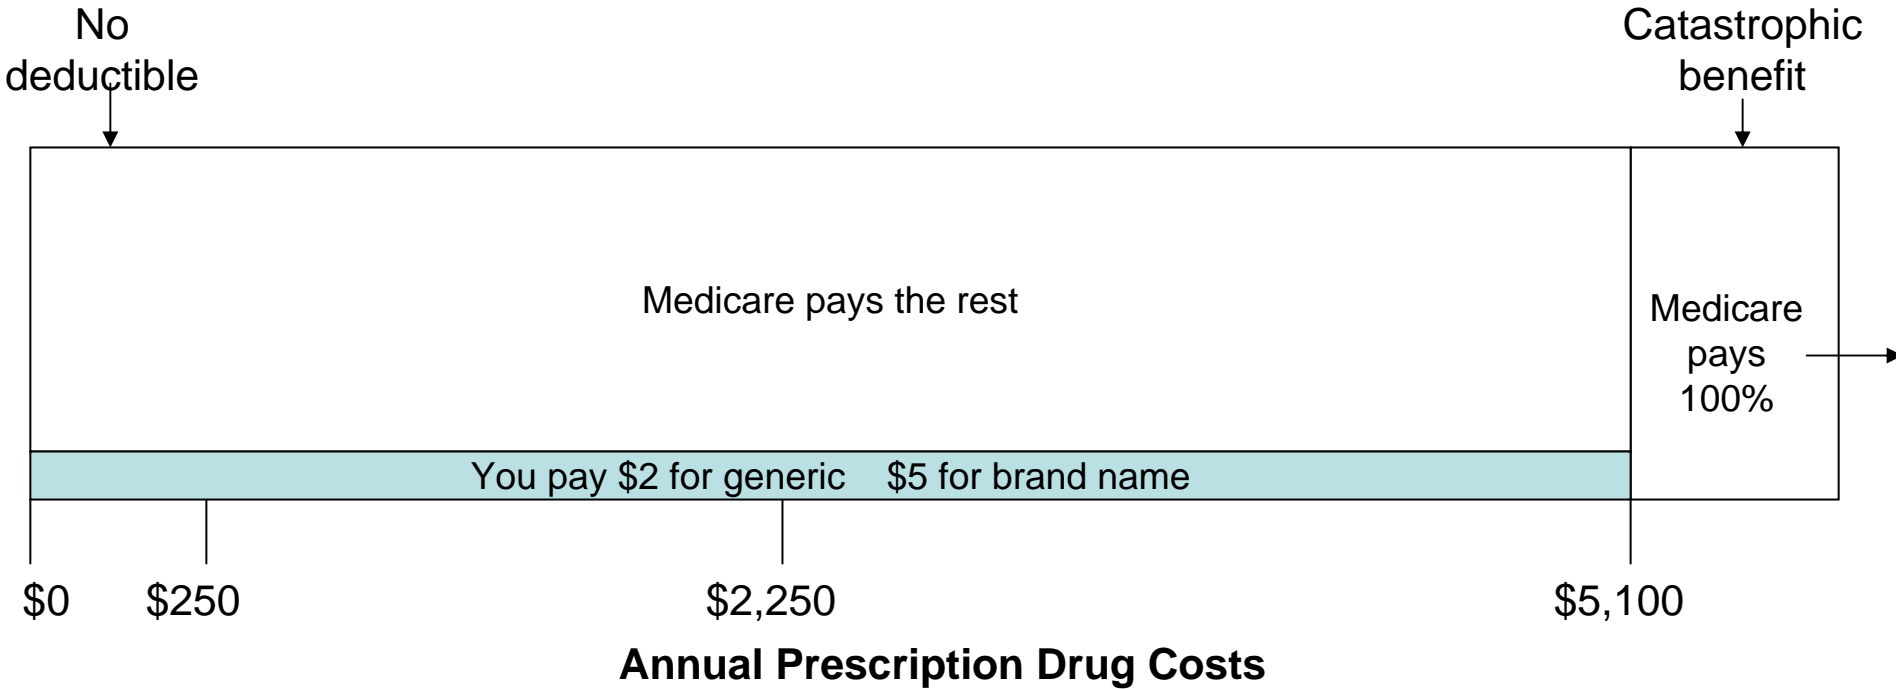 No
deductible
Catastrophic
benefit
Medicare pays the rest
Medicare
pays
100%
You pay $2 for generic    $5 for brand name
$0
$250
$2,250
$5,100
Annual Prescription Drug Costs